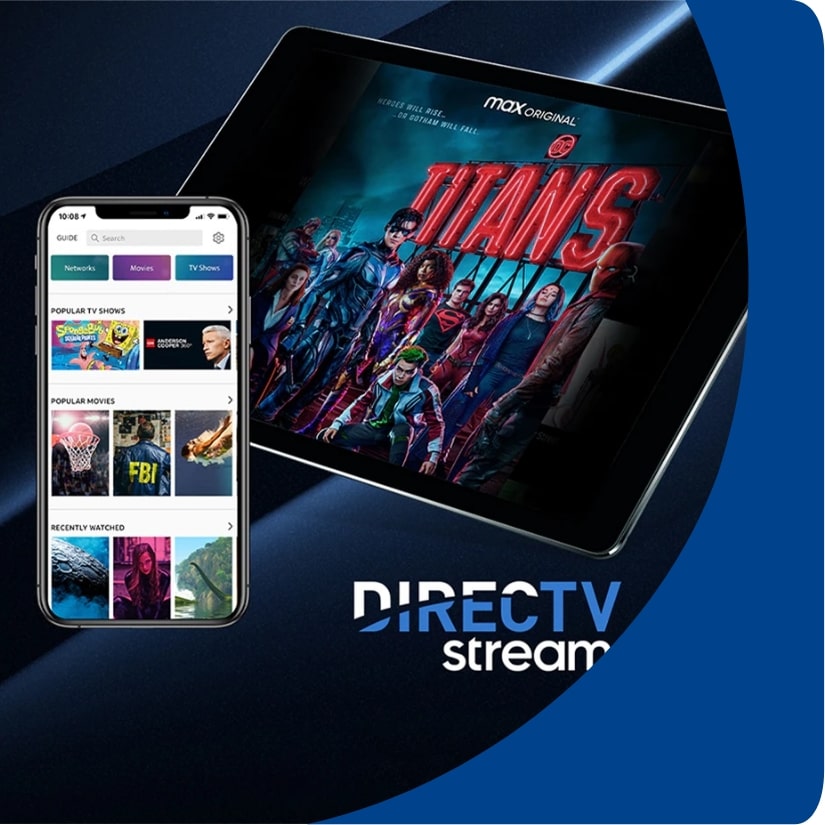 HEROES WILL RISE...
...OR GOTHAM WILL FALL.
max ORIGINAL
DC
TITANS
10:08
GUIDE
Search
Networks
Movies
TV Shows
POPULAR TV SHOWS
SPONGEBOB
SQUAREPANTS
CNN
ANDERSON
COOPER 360°
POPULAR MOVIES
FBI
RECENTLY WATCHED
DIRECTV
stream